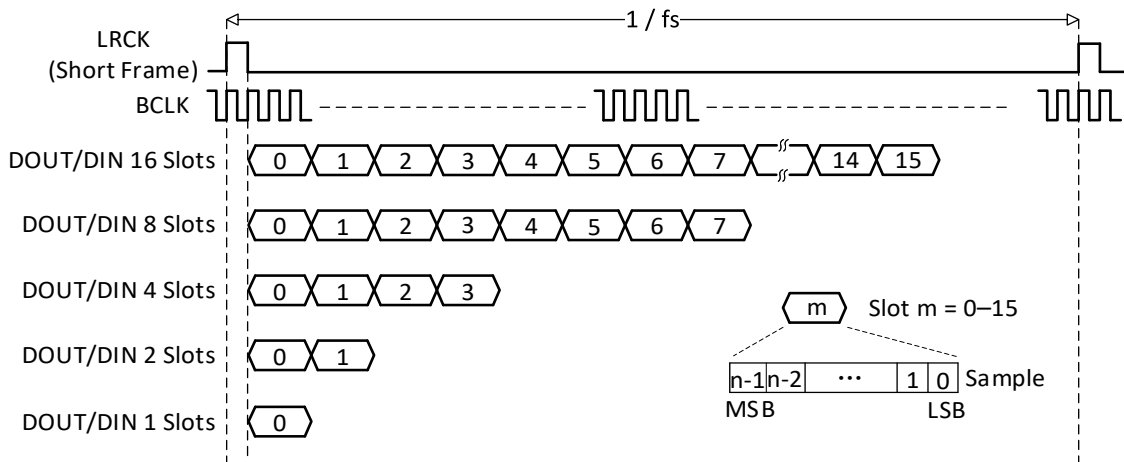 1 / fs
LRCK
(Short Frame)
BCLK
DOUT/DIN 16 Slots 0 1 2 3 4 5 6 7 14 15
DOUT/DIN 8 Slots 0 1 2 3 4 5 6 7
DOUT/DIN 4 Slots 0 1 2 3
m Slot m = 0–15
DOUT/DIN 2 Slots 0 1
n-1 n-2 ··· 1 0 Sample
MSB LSB
DOUT/DIN 1 Slots 0